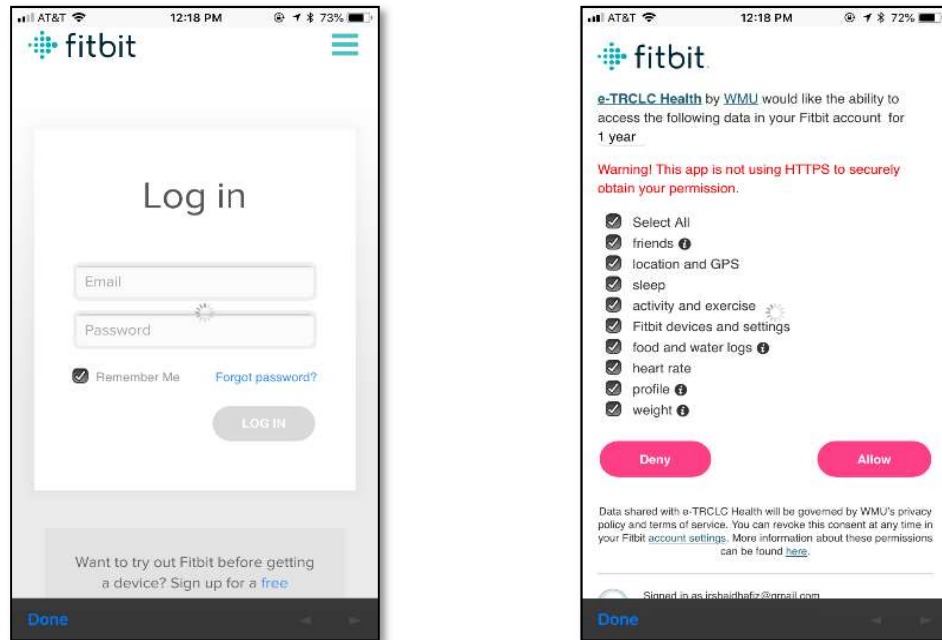 AT&T 12:18 PM 73%
fitbit
Log in
Email
Password
Remember Me Forgot password?
LOG IN
Want to try out Fitbit before getting
a device? Sign up for a free
Done
AT&T 12:18 PM 72%
fitbit
e-TRCLC Health by WMU would like the ability to
access the following data in your Fitbit account for
1 year
Warning! This app is not using HTTPS to securely
obtain your permission.
Select All
friends
location and GPS
sleep
activity and exercise
Fitbit devices and settings
food and water logs
heart rate
profile
weight
Deny Allow
Data shared with e-TRCLC Health will be governed by WMU's privacy
policy and terms of service. You can revoke this consent at any time in
your Fitbit account settings. More information about these permissions
can be found here.
Signed in as irshaidhafiz@gmail.com
Done